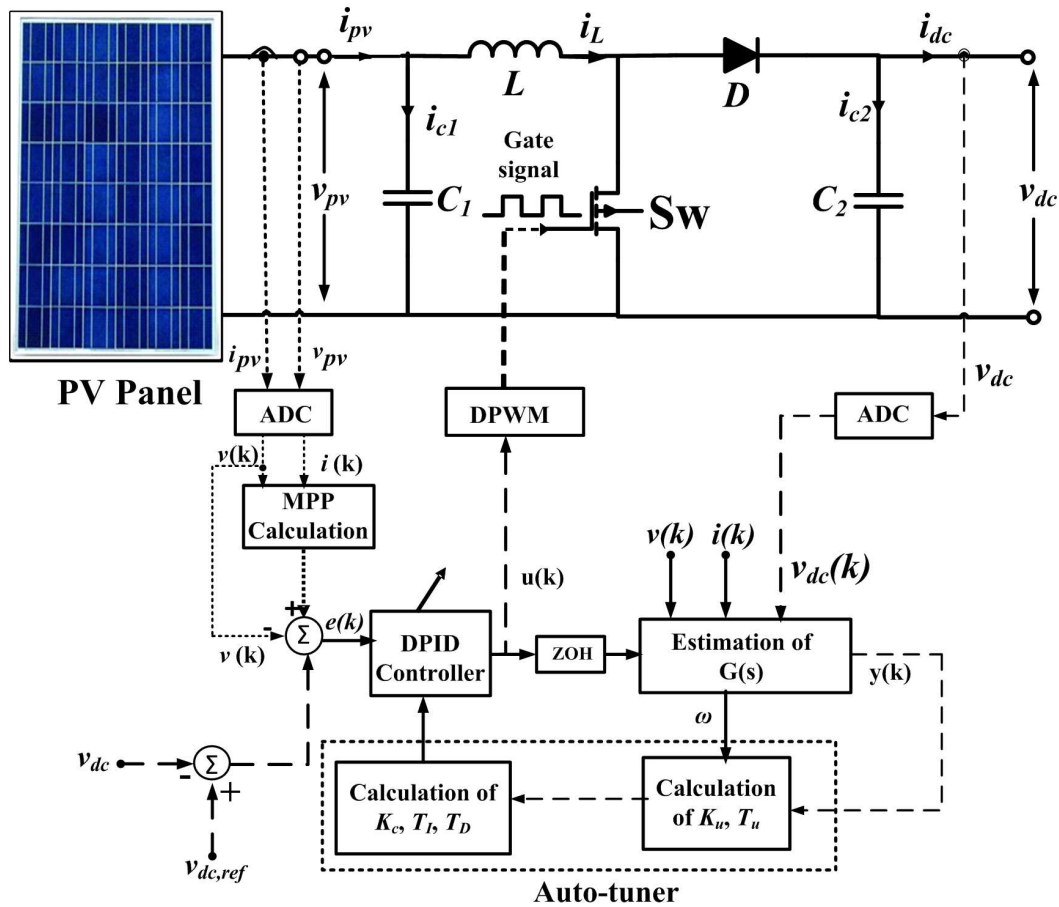 i_pv
i_L
i_dc
L
D
i_c1
i_c2
Gate
signal
v_pv
C_1
Sw
C_2
v_dc
i_pv
v_pv
v_dc
PV Panel
ADC
DPWM
ADC
v(k)
i (k)
MPP
Calculation
v(k)
i(k)
v_dc(k)
u(k)
+
-
Σ
e(k)
v (k)
DPID
Controller
ZOH
Estimation of
G(s)
y(k)
ω
v_dc
-
Σ
+
v_dc,ref
Calculation of
K_c, T_I, T_D
Calculation
of K_u, T_u
Auto-tuner